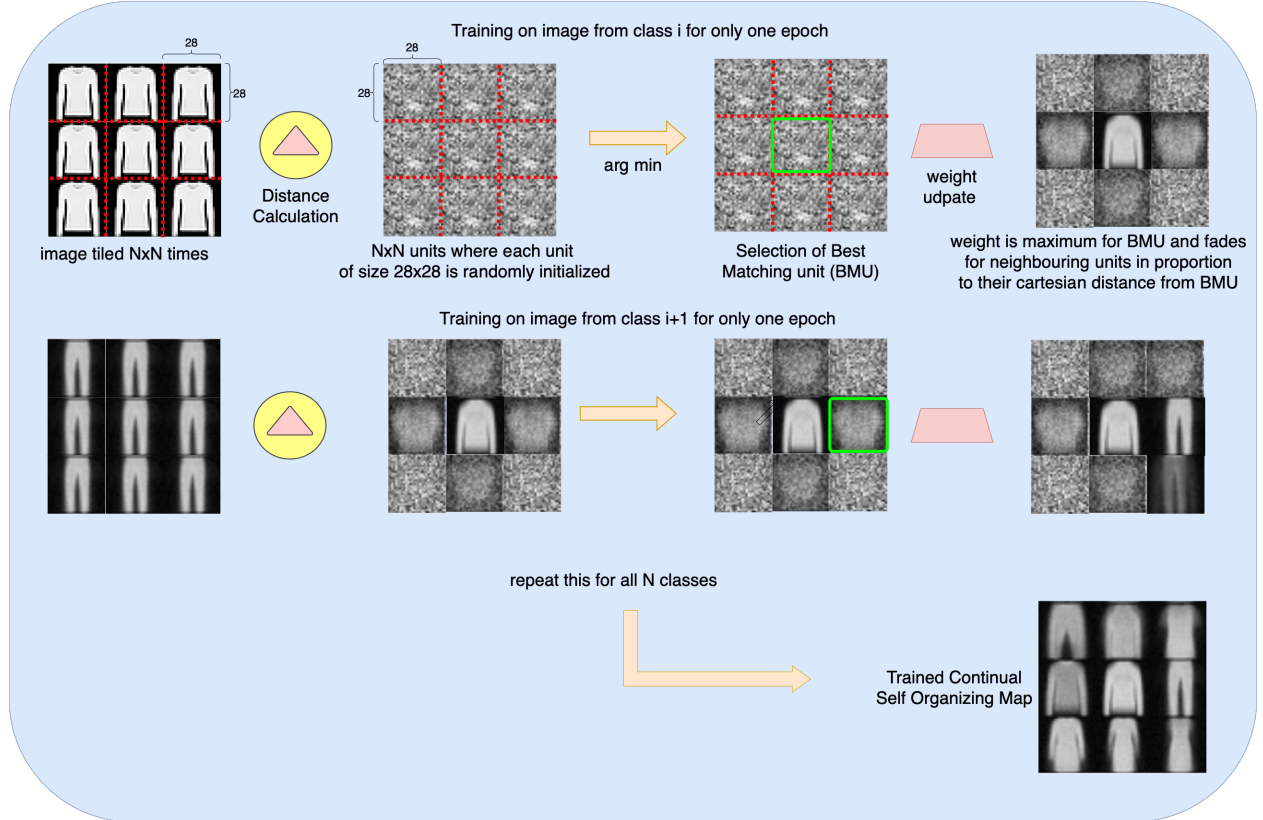 Training on image from class i for only one epoch
28
28
28
28
Distance
Calculation
arg min
weight
udpate
image tiled NxN times
NxN units where each unit
of size 28x28 is randomly initialized
Selection of Best
Matching unit (BMU)
weight is maximum for BMU and fades
for neighbouring units in proportion
to their cartesian distance from BMU
Training on image from class i+1 for only one epoch
repeat this for all N classes
Trained Continual
Self Organizing Map